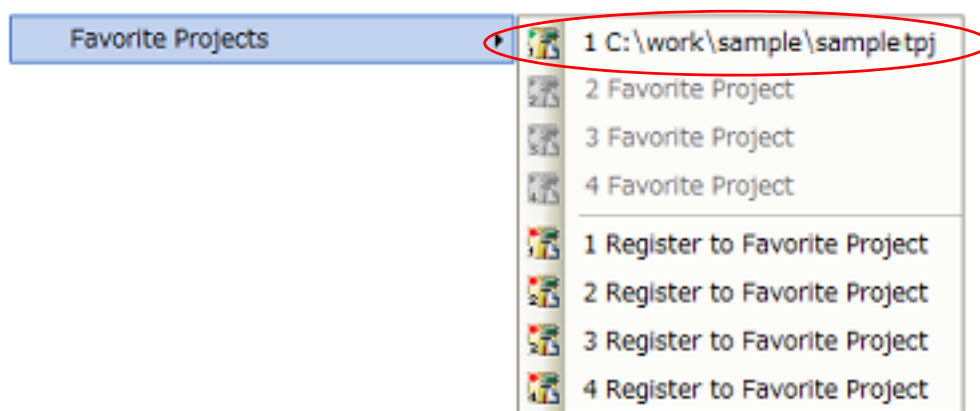 Favorite Projects
1 C:\work\sample\sample tpj
2 Favorite Project
3 Favorite Project
4 Favorite Project
1 Register to Favorite Project
2 Register to Favorite Project
3 Register to Favorite Project
4 Register to Favorite Project